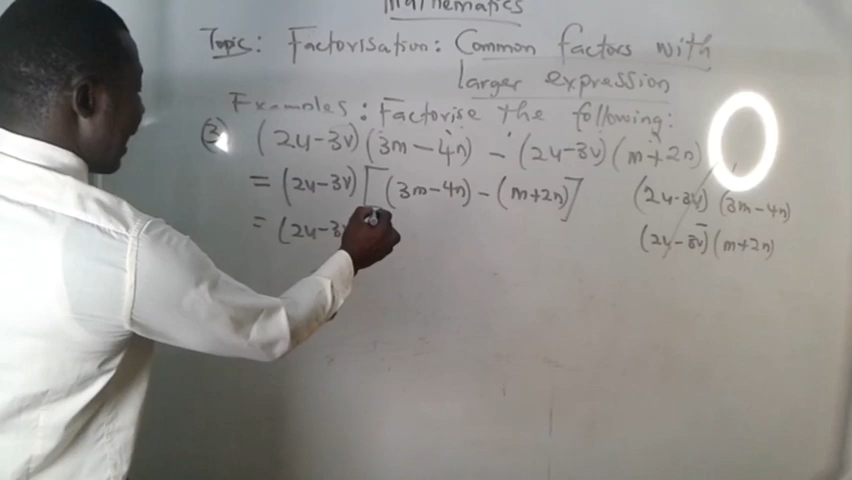 Mathematics
Topic: Factorisation: Common factors with
larger expression
Examples: Factorise the following:
(3) (2u-3v)(3m-4n) - (2u-3v)(m+2n)
= (2u-3v)[(3m-4n)-(m+2n)]
= (2u-3v
(2u-3v)(3m-4n)
(2u-3v)(m+2n)